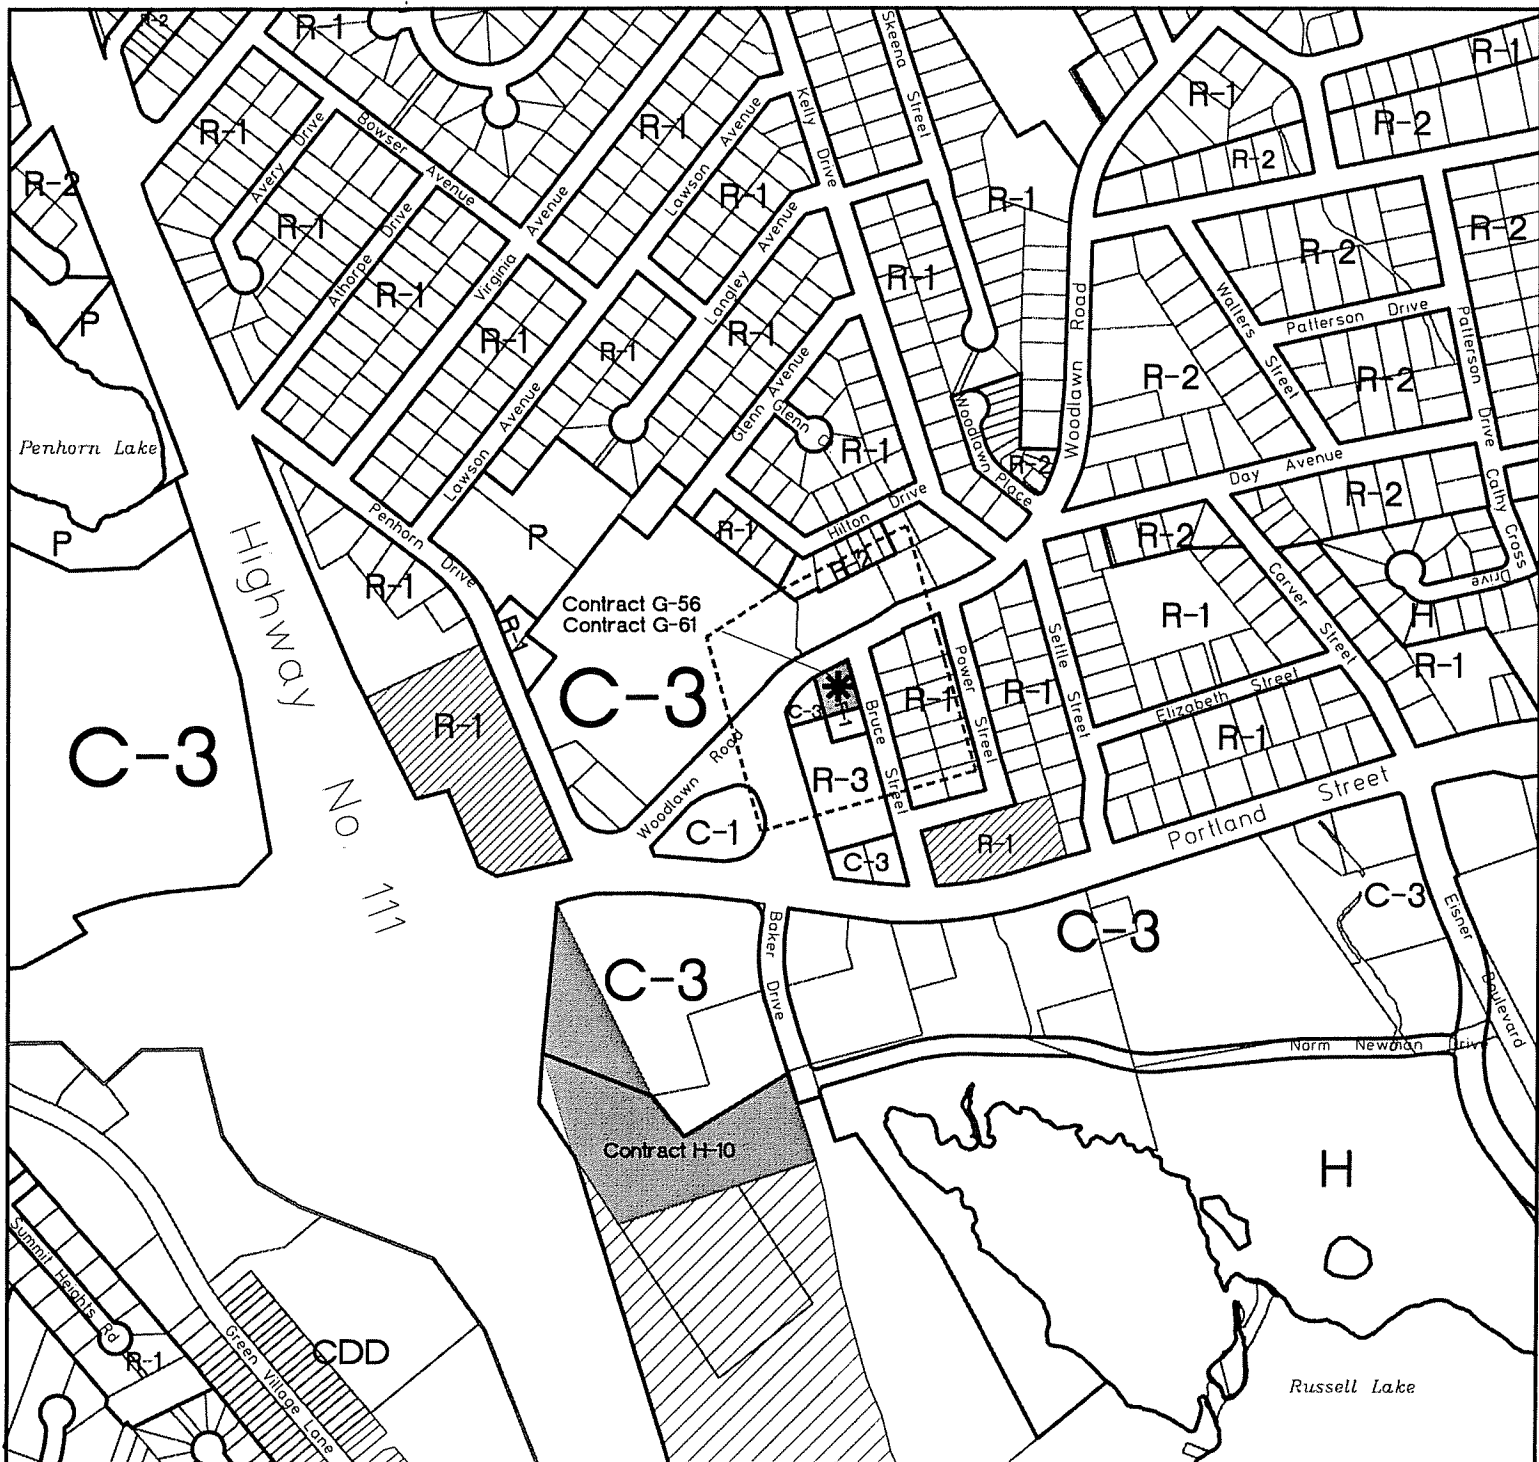 R-2
R-1
R-1
R-1
R-1
R-2
R-2
R-1
R-1
R-1
R-2
R-1
R-1
R-2
R-2
R-1
R-1
R-1
R-1
R-1
R-2
R-2
R-1
R-2
R-2
R-1
R-2
R-2
R-1
R-1
R-1
R-1
R-1
R-1
R-1
R-1
R-1
R-1
R-1
R-3
C-3
C-3
C-1
C-3
C-3
C-3
C-3
C-3
P
P
P
H
H
CDD
R-1
Skeena Street
Kelly Drive
Bowser Avenue
Avery Drive
Athorpe Drive
Virginia Avenue
Lawson Avenue
Lawson Avenue
Langley Avenue
Glenn Avenue
Glenn C
Hilton Drive
Woodlawn Place
Woodlawn Road
Walters Street
Patterson Drive
Patterson Drive
Day Avenue
Cathy Cross Drive
Carver Street
Penhorn Lake
Penhorn Drive
Highway No. 111
Contract G-56
Contract G-61
Woodlawn Road
Bruce Street
Power Street
Settle Street
Elizabeth Street
Portland Street
Eisner Boulevard
Baker Drive
Norm Newman Drive
Contract H-10
Summit Heights Rd
Green Village Lane
Russell Lake